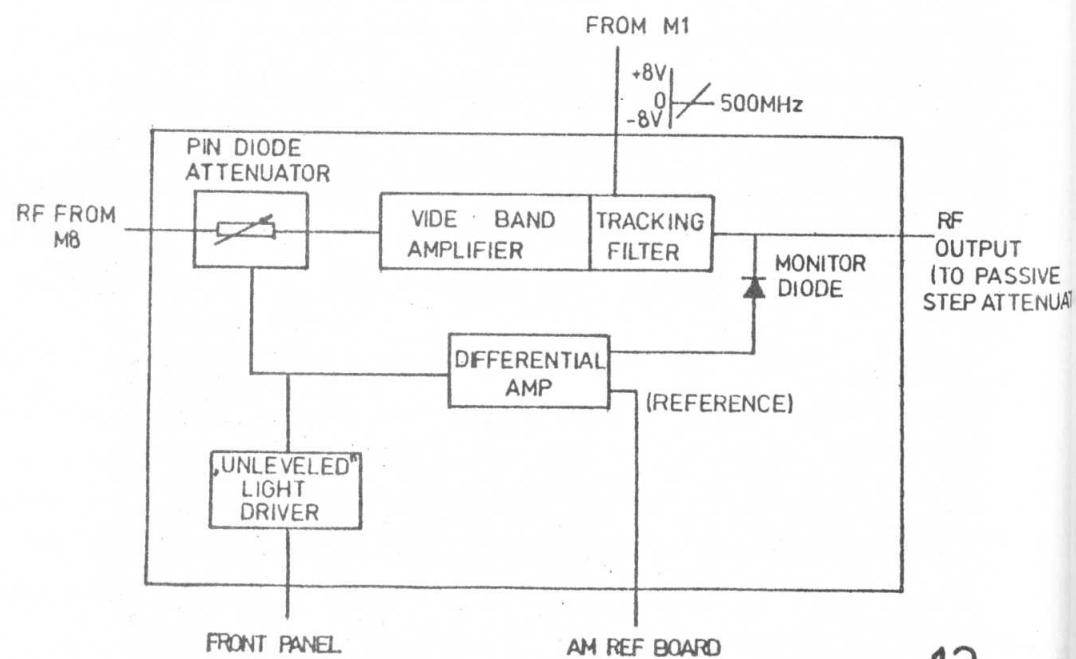 FROM M1
+8V
0
-8V
500MHz
PIN DIODE
ATTENUATOR
RF FROM
M8
VIDE BAND
AMPLIFIER
TRACKING
FILTER
RF
OUTPUT
(TO PASSIVE
STEP ATTENUAT
MONITOR
DIODE
DIFFERENTIAL
AMP
(REFERENCE)
„UNLEVELED"
LIGHT
DRIVER
FRONT PANEL
AM REF BOARD